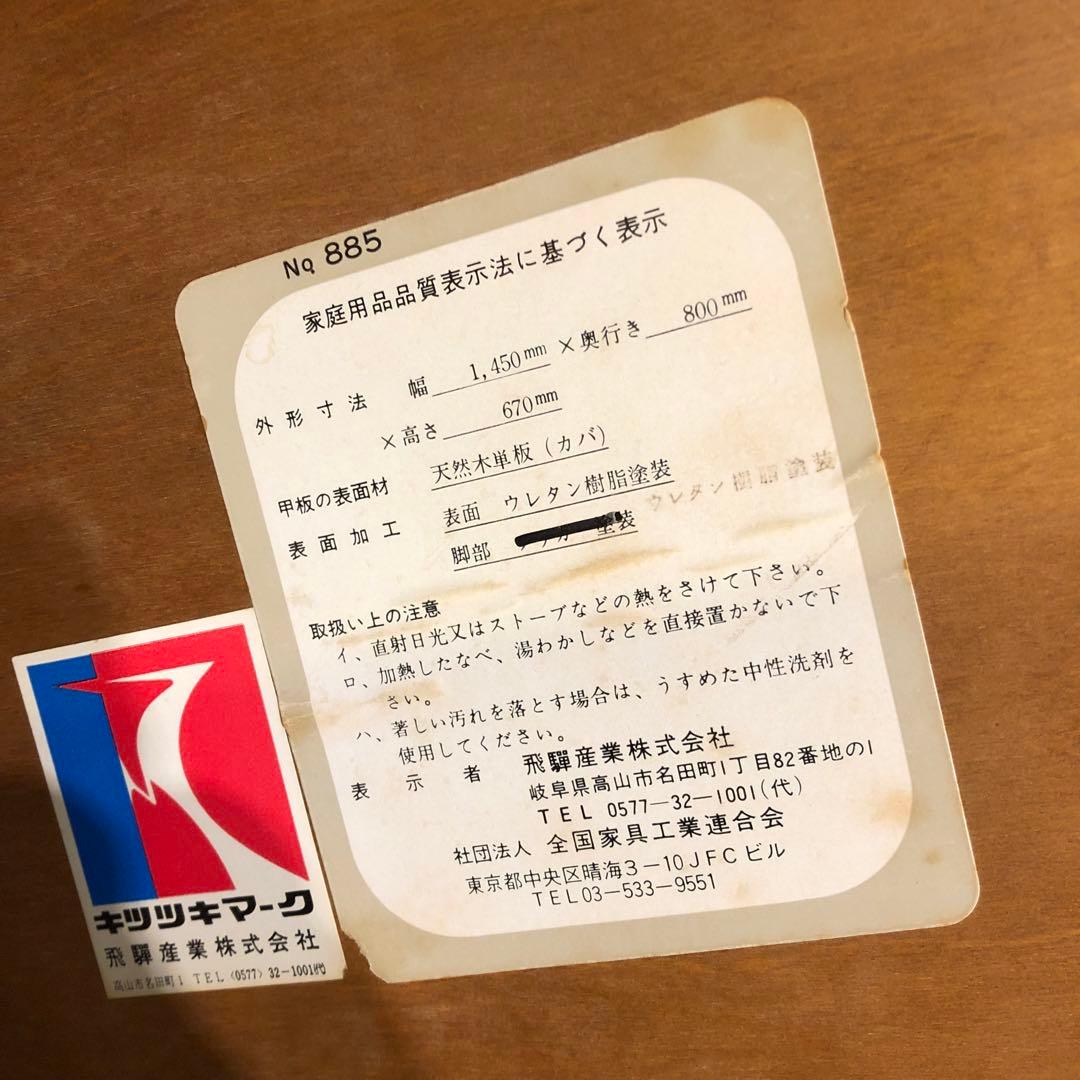 No 885
家庭用品品質表示法に基づく表示
外形寸法 幅 1,450mm ×奥行き 800mm
×高さ 670mm
甲板の表面材 天然木単板(カバ)
表面加工 表面 ウレタン樹脂塗装
脚部 塗装 ウレタン樹脂塗装
取扱い上の注意
イ、直射日光又はストーブなどの熱をさけて下さい。
ロ、加熱したなべ、湯わかしなどを直接置かないで下
さい。
ハ、著しい汚れを落とす場合は、うすめた中性洗剤を
使用してください。
表示者 飛驒産業株式会社
岐阜県高山市名田町1丁目82番地の1
TEL 0577-32-1001(代)
社団法人 全国家具工業連合会
東京都中央区晴海3-10JFCビル
TEL03-533-9551
キツツキマーク
飛驒産業株式会社
高山市名田町1 TEL〈0577〉32-1001代